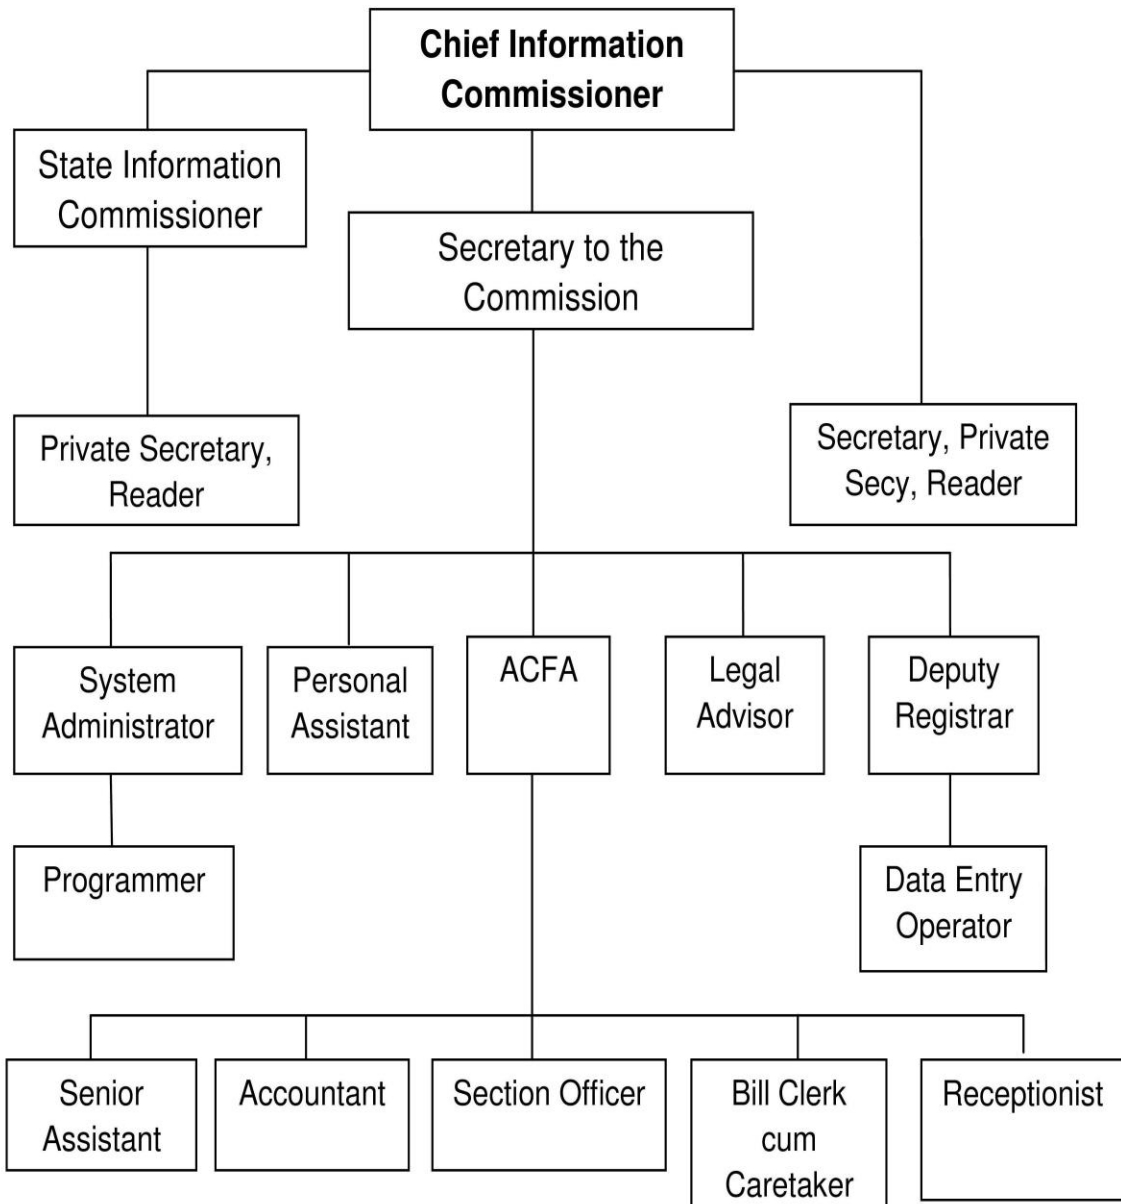 Chief Information
Commissioner
State Information
Commissioner
Secretary to the
Commission
Private Secretary,
Reader
Secretary, Private
Secy, Reader
System
Administrator
Personal
Assistant
ACFA
Legal
Advisor
Deputy
Registrar
Programmer
Data Entry
Operator
Senior
Assistant
Accountant
Section Officer
Bill Clerk
cum
Caretaker
Receptionist